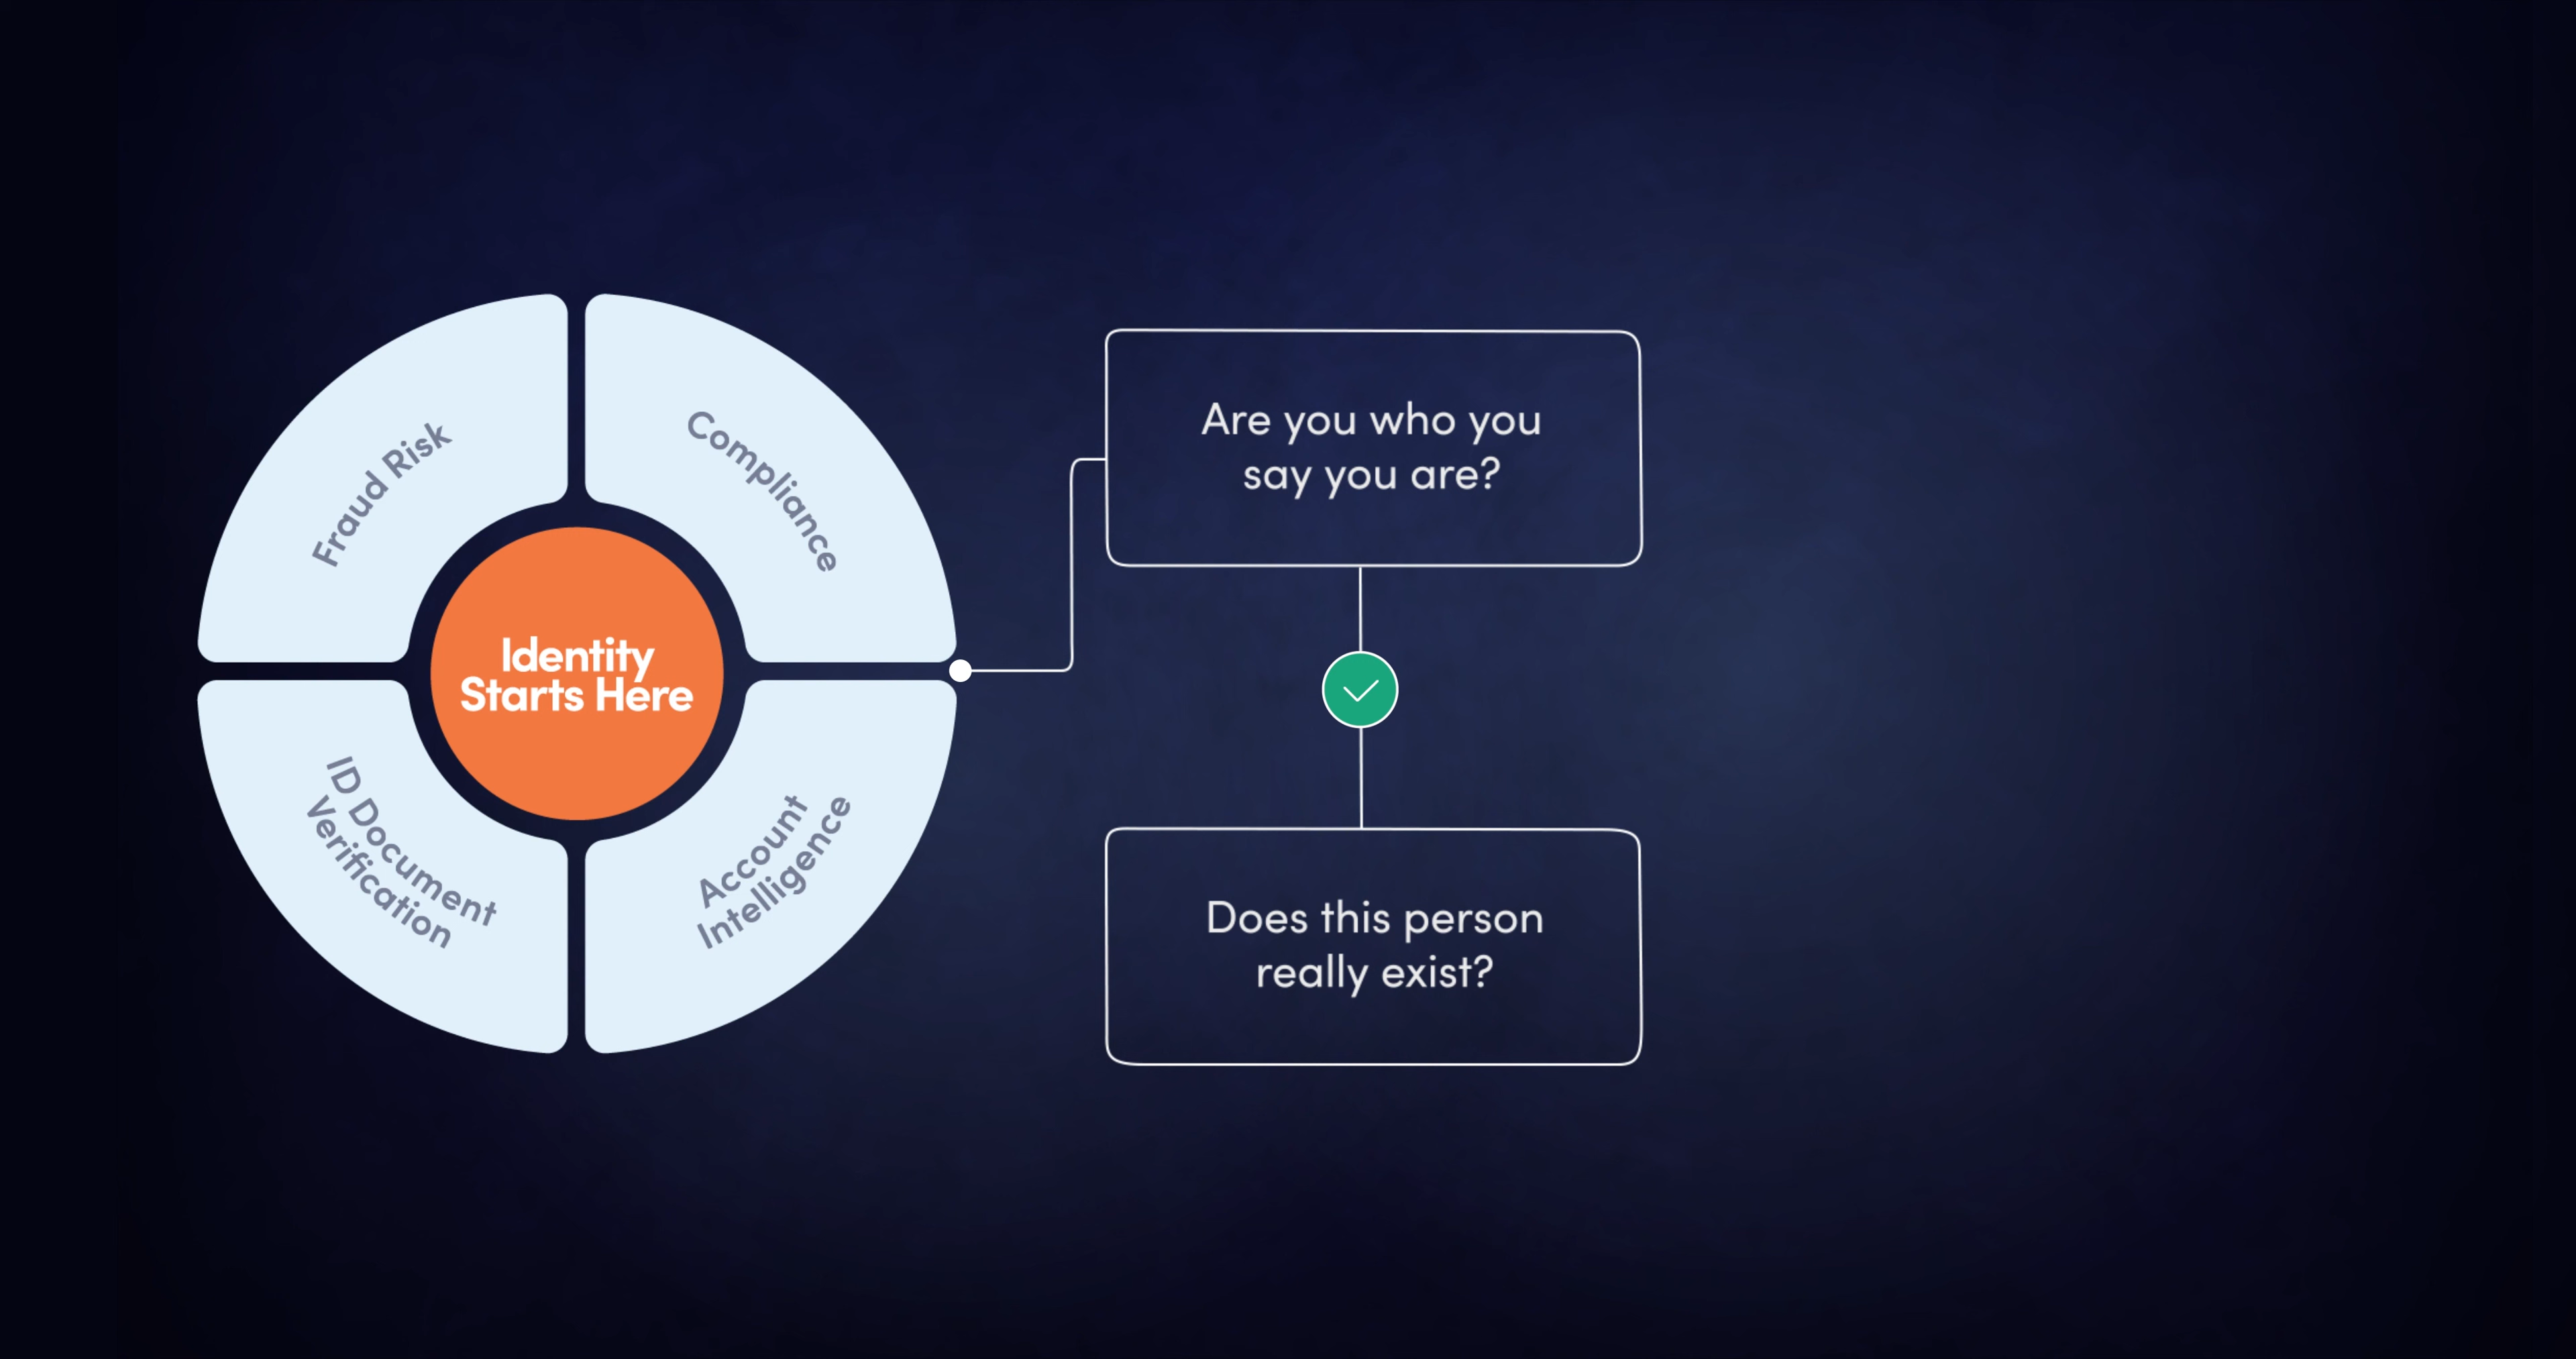 Fraud Risk
Compliance
Identity
Starts Here
ID Document
Verification
Account
Intelligence
Are you who you
say you are?
Does this person
really exist?